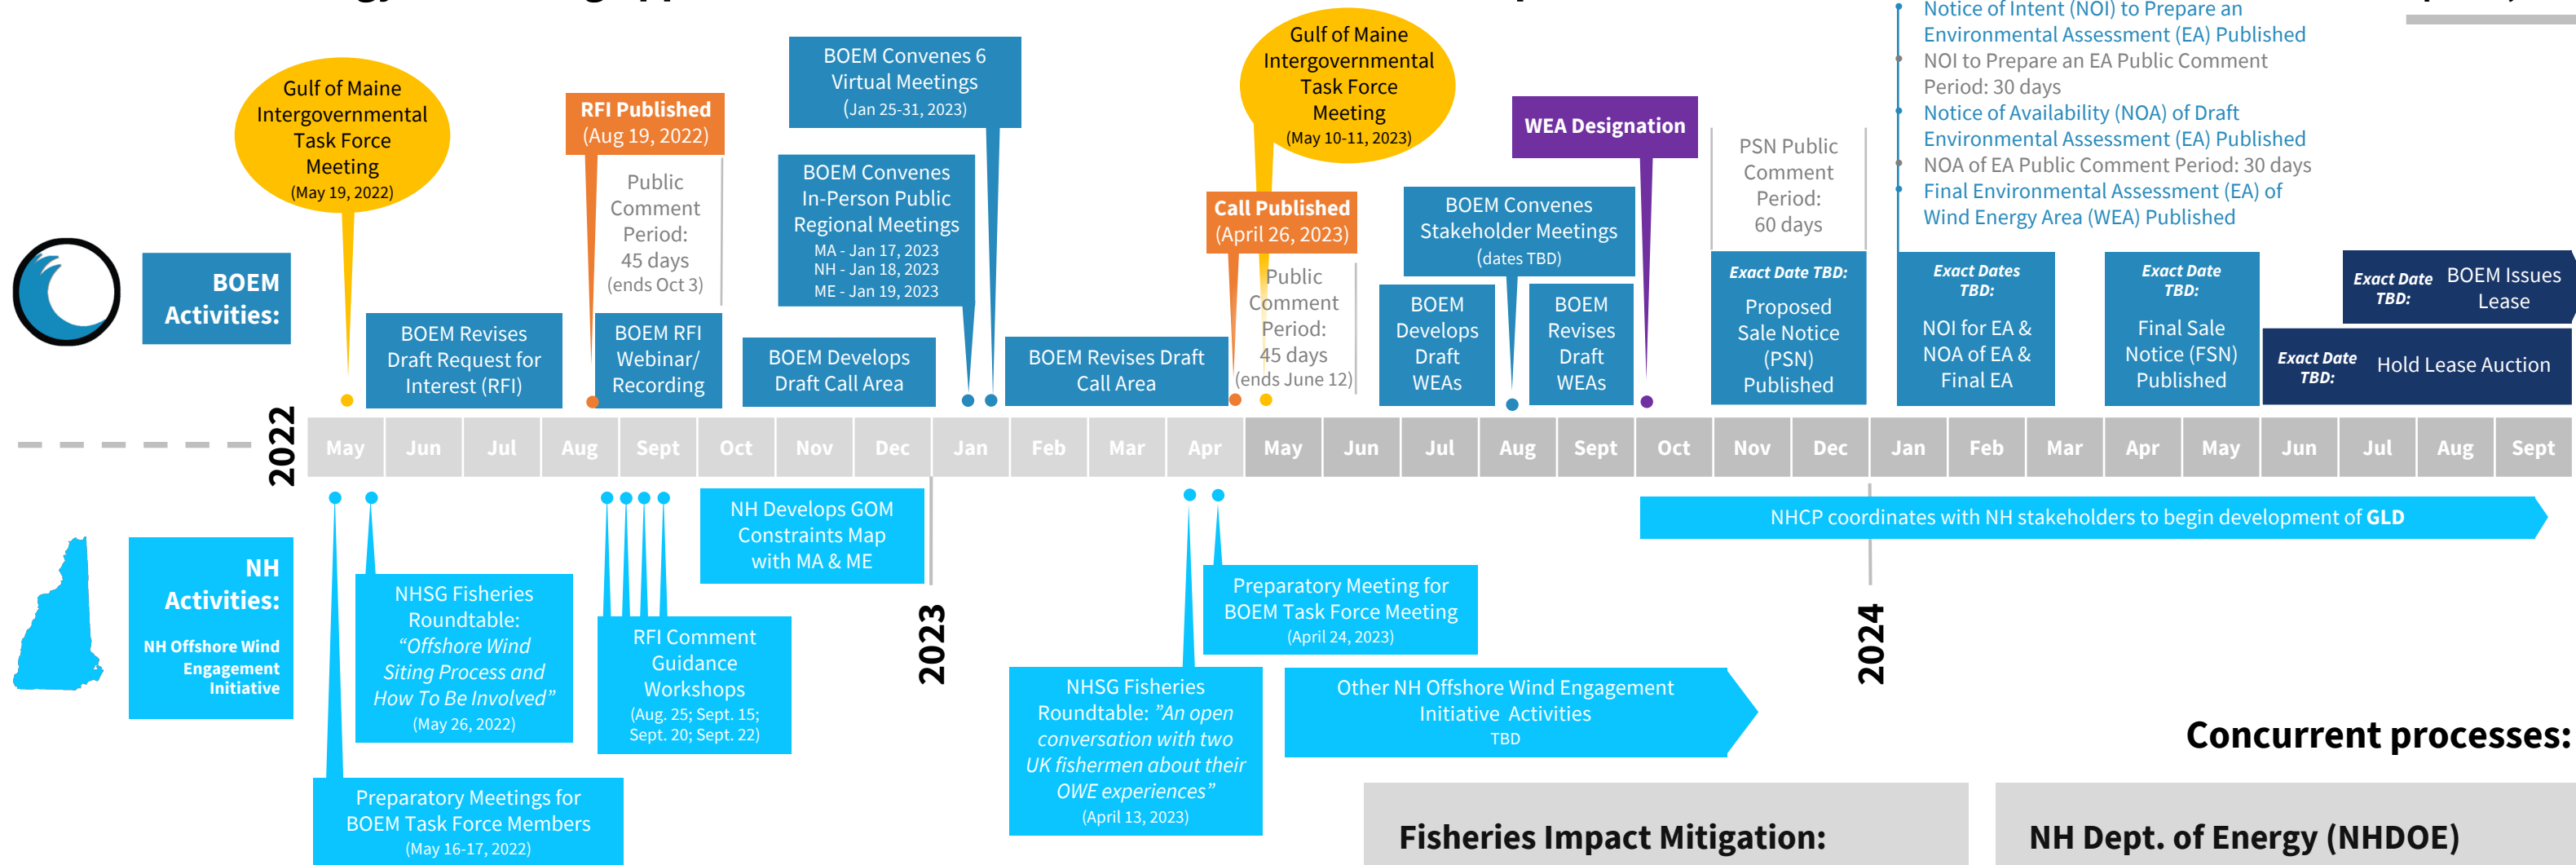 Gulf of Maine
Intergovernmental
Task Force
Meeting
(May 19, 2022)
RFI Published
(Aug 19, 2022)
Public
Comment
Period:
45 days
(ends Oct 3)
BOEM Convenes 6
Virtual Meetings
(Jan 25-31, 2023)
BOEM Convenes
In-Person Public
Regional Meetings
MA - Jan 17, 2023
NH - Jan 18, 2023
ME - Jan 19, 2023
Gulf of Maine
Intergovernmental
Task Force
Meeting
(May 10-11, 2023)
Call Published
(April 26, 2023)
Public
Comment
Period:
45 days
(ends June 12)
WEA Designation
BOEM Convenes
Stakeholder Meetings
(dates TBD)
PSN Public
Comment
Period:
60 days
Notice of Intent (NOI) to Prepare an
Environmental Assessment (EA) Published
NOI to Prepare an EA Public Comment
Period: 30 days
Notice of Availability (NOA) of Draft
Environmental Assessment (EA) Published
NOA of EA Public Comment Period: 30 days
Final Environmental Assessment (EA) of
Wind Energy Area (WEA) Published
BOEM
Activities:
BOEM Revises
Draft Request for
Interest (RFI)
BOEM RFI
Webinar/
Recording
BOEM Develops
Draft Call Area
BOEM Revises Draft
Call Area
BOEM
Develops
Draft
WEAs
BOEM
Revises
Draft
WEAs
Exact Date TBD:
Proposed
Sale Notice
(PSN)
Published
Exact Dates
TBD:
NOI for EA &
NOA of EA &
Final EA
Exact Date
TBD:
Final Sale
Notice (FSN)
Published
Exact Date
TBD:
BOEM Issues
Lease
Exact Date
TBD:
Hold Lease Auction
2022
May Jun Jul Aug Sept Oct Nov Dec Jan Feb Mar Apr May Jun Jul Aug Sept Oct Nov Dec Jan Feb Mar Apr May Jun Jul Aug Sept
2023
2024
NH
Activities:
NH Offshore Wind
Engagement
Initiative
Preparatory Meetings for
BOEM Task Force Members
(May 16-17, 2022)
NHSG Fisheries
Roundtable:
“Offshore Wind
Siting Process and
How To Be Involved”
(May 26, 2022)
RFI Comment
Guidance
Workshops
(Aug. 25; Sept. 15;
Sept. 20; Sept. 22)
NH Develops GOM
Constraints Map
with MA & ME
NHSG Fisheries
Roundtable: ”An open
conversation with two
UK fishermen about their
OWE experiences”
(April 13, 2023)
Preparatory Meeting for
BOEM Task Force Meeting
(April 24, 2023)
Other NH Offshore Wind Engagement
Initiative Activities
TBD
NHCP coordinates with NH stakeholders to begin development of GLD
Concurrent processes:
Fisheries Impact Mitigation:
NH Dept. of Energy (NHDOE)